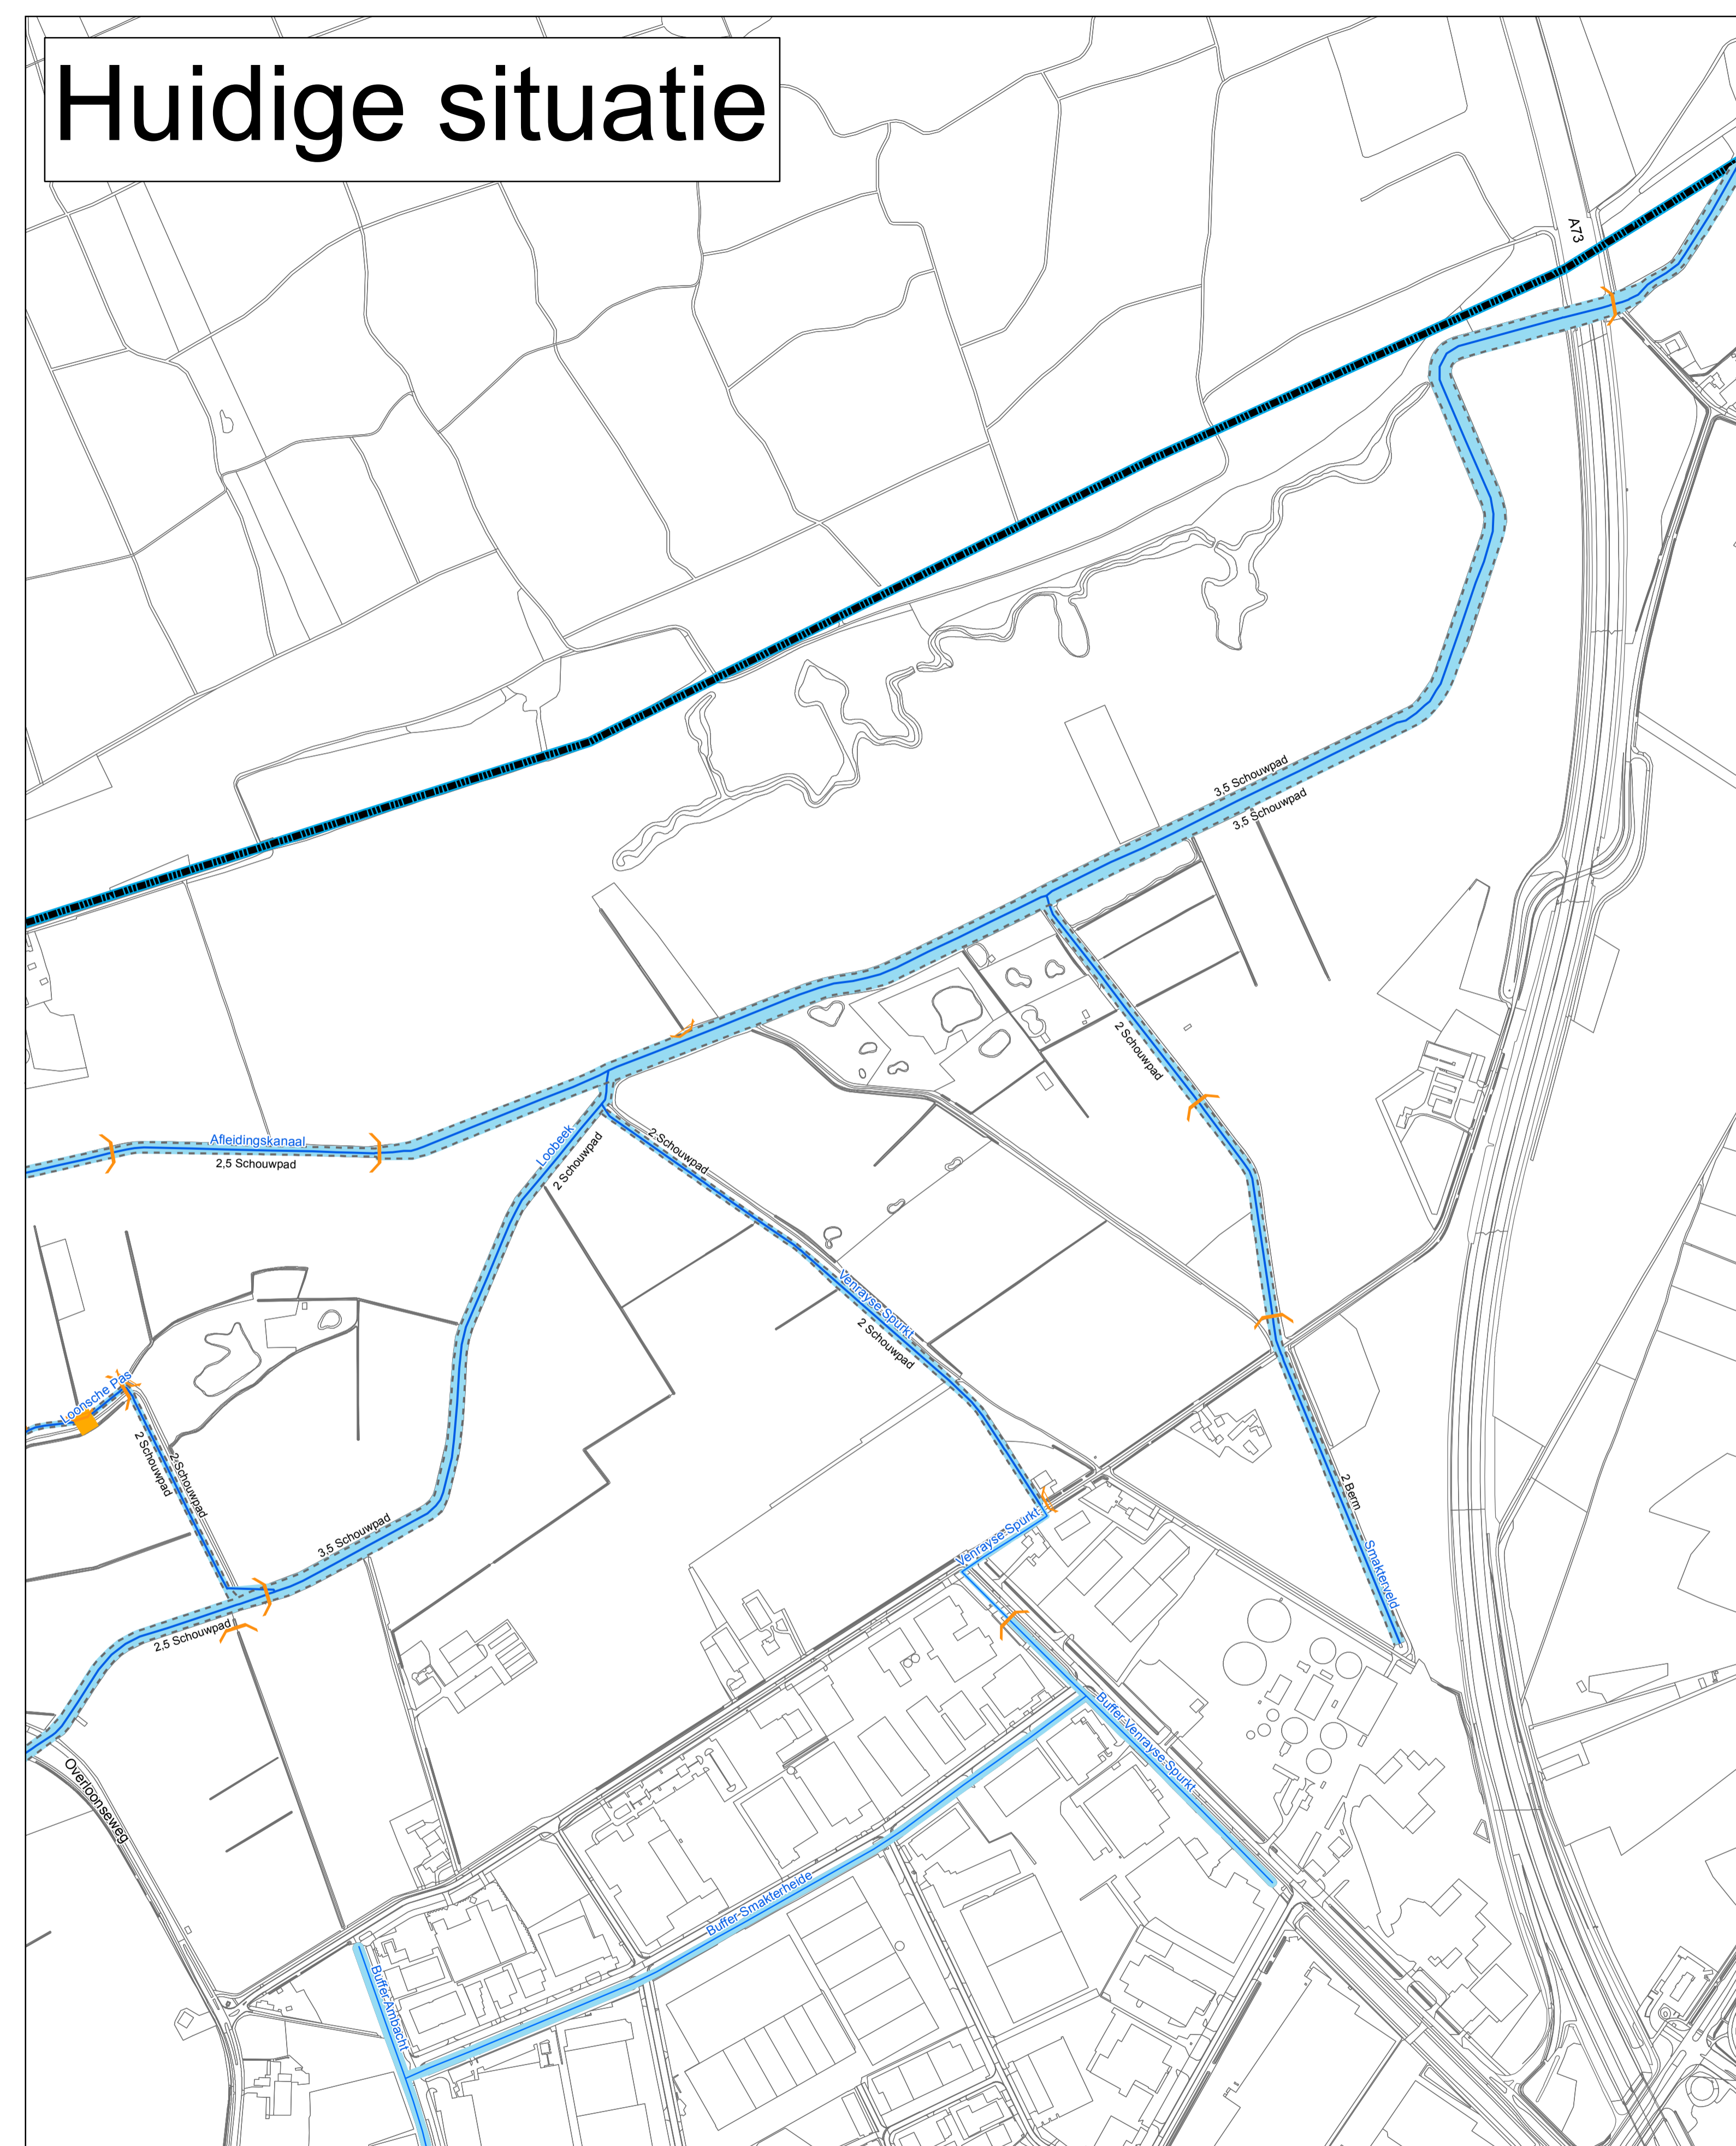 Huidige situatie
A73
3,5 Schouwpad
3,5 Schouwpad
2 Schouwpad
Afleidingskanaal
2,5 Schouwpad
Loobeek
2 Schouwpad
2 Schouwpad
Venrayse Spurkt
2 Schouwpad
Loonsche Pas
2 Schouwpad
2 Schouwpad
3,5 Schouwpad
2 Berm
Venrayse Spurkt
Smakterveld
2,5 Schouwpad
Buffer Venrayse Spurkt
Overloonseweg
Buffer Smakterheide
Buffer Ambacht